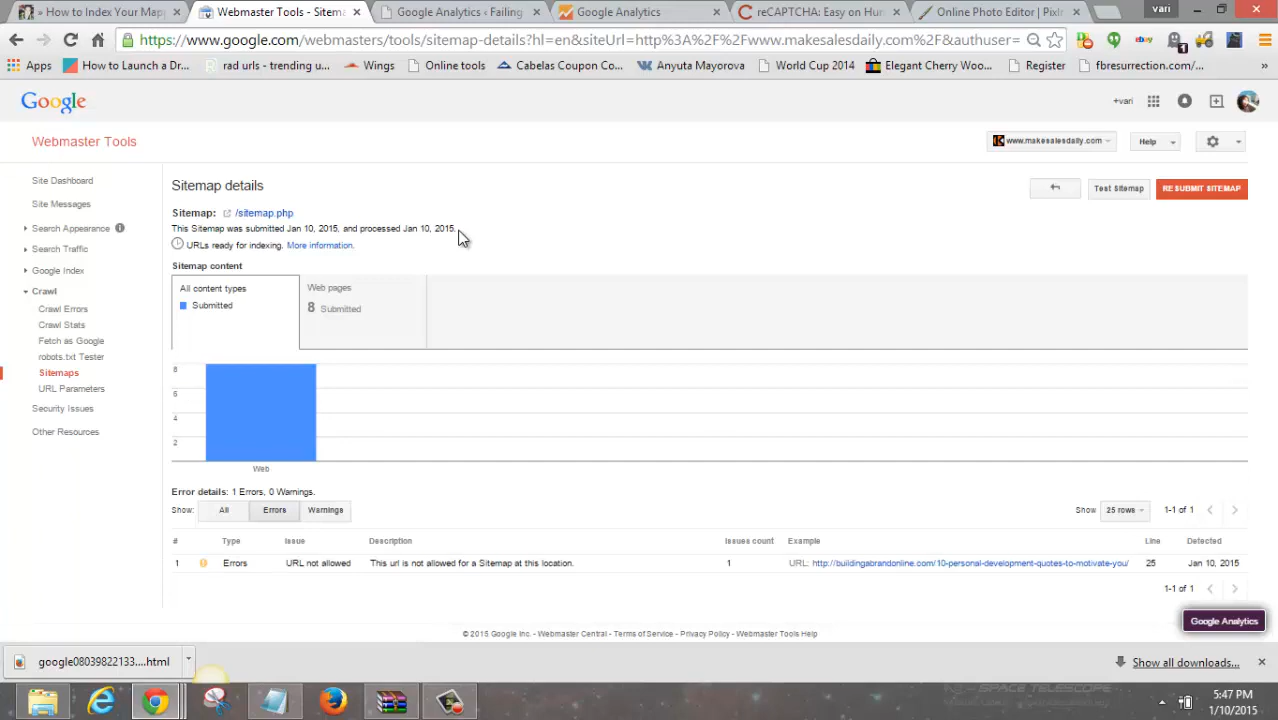 » How to Index Your Mapp
Webmaster Tools - Sitema
Google Analytics ‹ Failing
Google Analytics
reCAPTCHA: Easy on Hum
Online Photo Editor | Pixlr
vari
https://www.google.com/webmasters/tools/sitemap-details?hl=en&siteUrl=http%3A%2F%2Fwww.makesalesdaily.com%2F&authuser=
Apps
How to Launch a Dr...
rad urls - trending u...
Wings
Online tools
Cabelas Coupon Co...
Anyuta Mayerova
World Cup 2014
Elegant Cherry Woo...
Register
fbresurrection.com/...
»
Google
+vari
Webmaster Tools
www.makesalesdaily.com
Help
Site Dashboard
Site Messages
Search Appearance
Search Traffic
Google Index
Crawl
Crawl Errors
Crawl Stats
Fetch as Google
robots.txt Tester
Sitemaps
URL Parameters
Security Issues
Other Resources
Sitemap details
Test Sitemap
RESUBMIT SITEMAP
Sitemap: /sitemap.php
This Sitemap was submitted Jan 10, 2015, and processed Jan 10, 2015.
URLs ready for indexing. More information.
Sitemap content
All content types
Submitted
Web pages
8 Submitted
8
6
4
2
Web
Error details: 1 Errors, 0 Warnings.
Show: All Errors Warnings
Show 25 rows 1-1 of 1
# Type Issue Description Issues count Example Line Detected
1 Errors URL not allowed This url is not allowed for a Sitemap at this location. 1 URL: http://buildingabrandonline.com/10-personal-development-quotes-to-motivate-you/ 25 Jan 10, 2015
1-1 of 1
Google Analytics
© 2015 Google Inc. - Webmaster Central - Terms of Service - Privacy Policy - Webmaster Tools Help
google08039822133....html
Show all downloads...
SPACE TELESCOPE
5:47 PM
1/10/2015